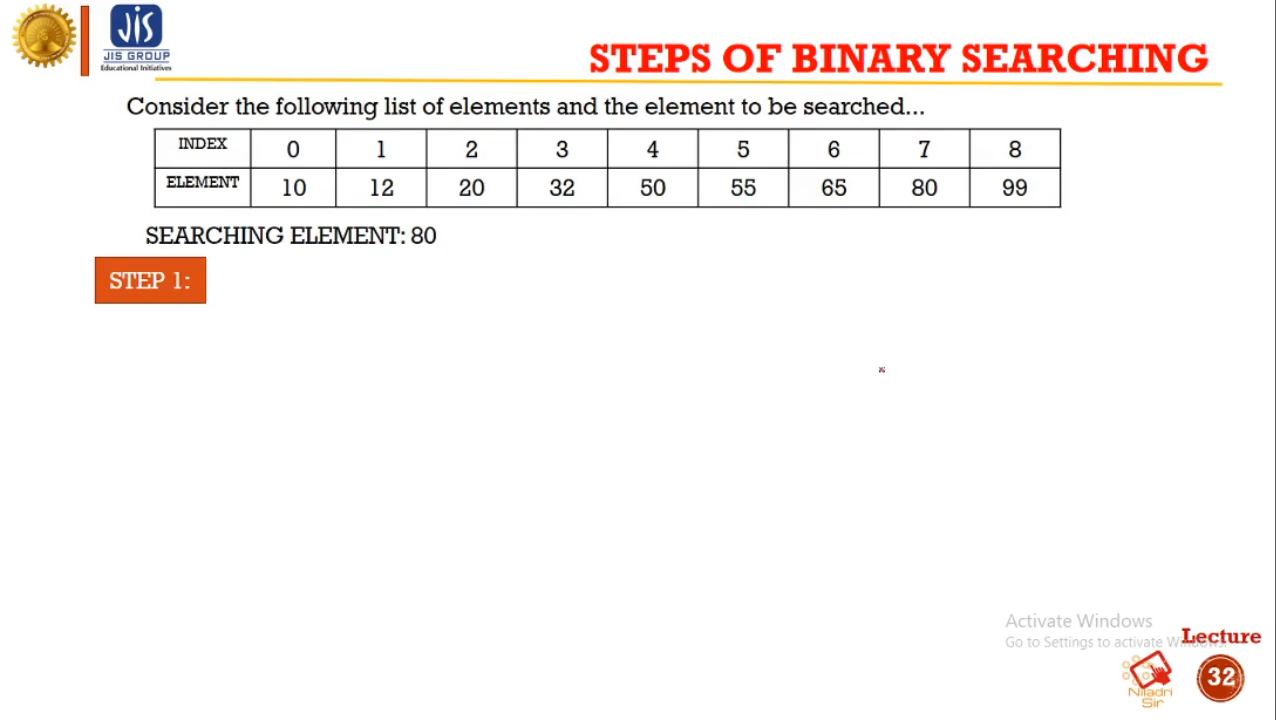 JIS
JIS GROUP
Educational Initiatives
STEPS OF BINARY SEARCHING
Consider the following list of elements and the element to be searched...
INDEX 0 1 2 3 4 5 6 7 8
ELEMENT 10 12 20 32 50 55 65 80 99
SEARCHING ELEMENT: 80
STEP 1:
Activate Windows
Go to Settings to activate Windows.
Lecture
32
Niladri
Sir